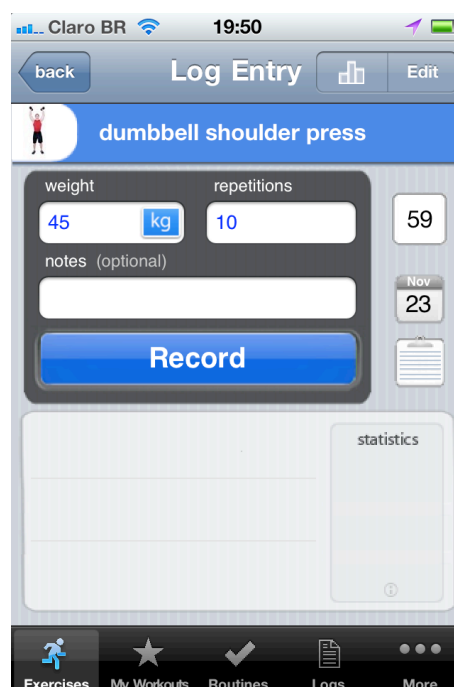 Claro BR 19:50
back Log Entry Edit
dumbbell shoulder press
weight repetitions
45 kg 10 59
notes (optional)
Nov
23
Record
statistics
Exercises My Workouts Routines Logs More